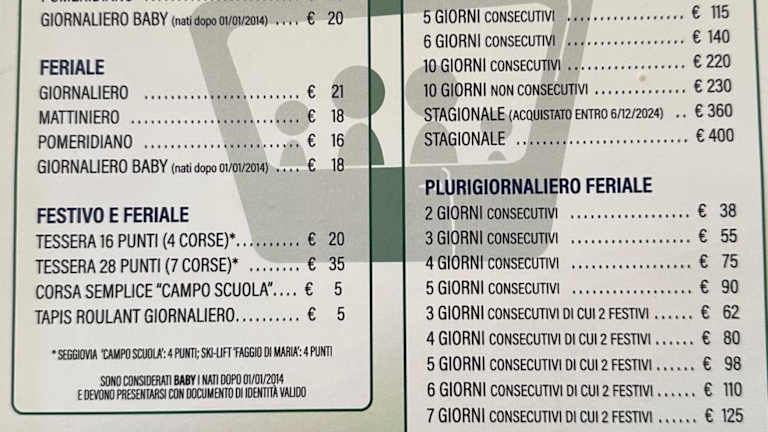 POMERIDIANO
GIORNALIERO BABY (nati dopo 01/01/2014) .... € 20
FERIALE
GIORNALIERO .................... € 21
MATTINIERO .................... € 18
POMERIDIANO .................... € 16
GIORNALIERO BABY (nati dopo 01/01/2014) .... € 18
FESTIVO E FERIALE
TESSERA 16 PUNTI (4 CORSE)*.......... € 20
TESSERA 28 PUNTI (7 CORSE)* ........ € 35
CORSA SEMPLICE "CAMPO SCUOLA".... € 5
TAPIS ROULANT GIORNALIERO.......... € 5
* SEGGIOVIA 'CAMPO SCUOLA': 4 PUNTI; SKI-LIFT 'FAGGIO DI MARIA': 4 PUNTI
SONO CONSIDERATI BABY I NATI DOPO 01/01/2014
E DEVONO PRESENTARSI CON DOCUMENTO DI IDENTITÀ VALIDO
5 GIORNI CONSECUTIVI .................. € 115
6 GIORNI CONSECUTIVI .................. € 140
10 GIORNI CONSECUTIVI ................. € 220
10 GIORNI NON CONSECUTIVI ............. € 230
STAGIONALE (ACQUISTATO ENTRO 6/12/2024) .. € 360
STAGIONALE ...................... € 400
PLURIGIORNALIERO FERIALE
2 GIORNI CONSECUTIVI .................. € 38
3 GIORNI CONSECUTIVI .................. € 55
4 GIORNI CONSECUTIVI .................. € 75
5 GIORNI CONSECUTIVI .................. € 90
3 GIORNI CONSECUTIVI DI CUI 2 FESTIVI ...... € 62
4 GIORNI CONSECUTIVI DI CUI 2 FESTIVI ...... € 80
5 GIORNI CONSECUTIVI DI CUI 2 FESTIVI ...... € 98
6 GIORNI CONSECUTIVI DI CUI 2 FESTIVI ...... € 110
7 GIORNI CONSECUTIVI DI CUI 2 FESTIVI ...... € 125